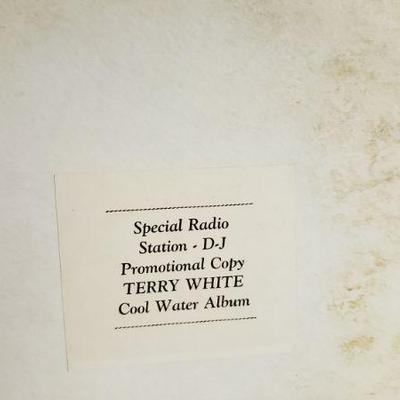 Special Radio
Station - D-J
Promotional Copy
TERRY WHITE
Cool Water Album